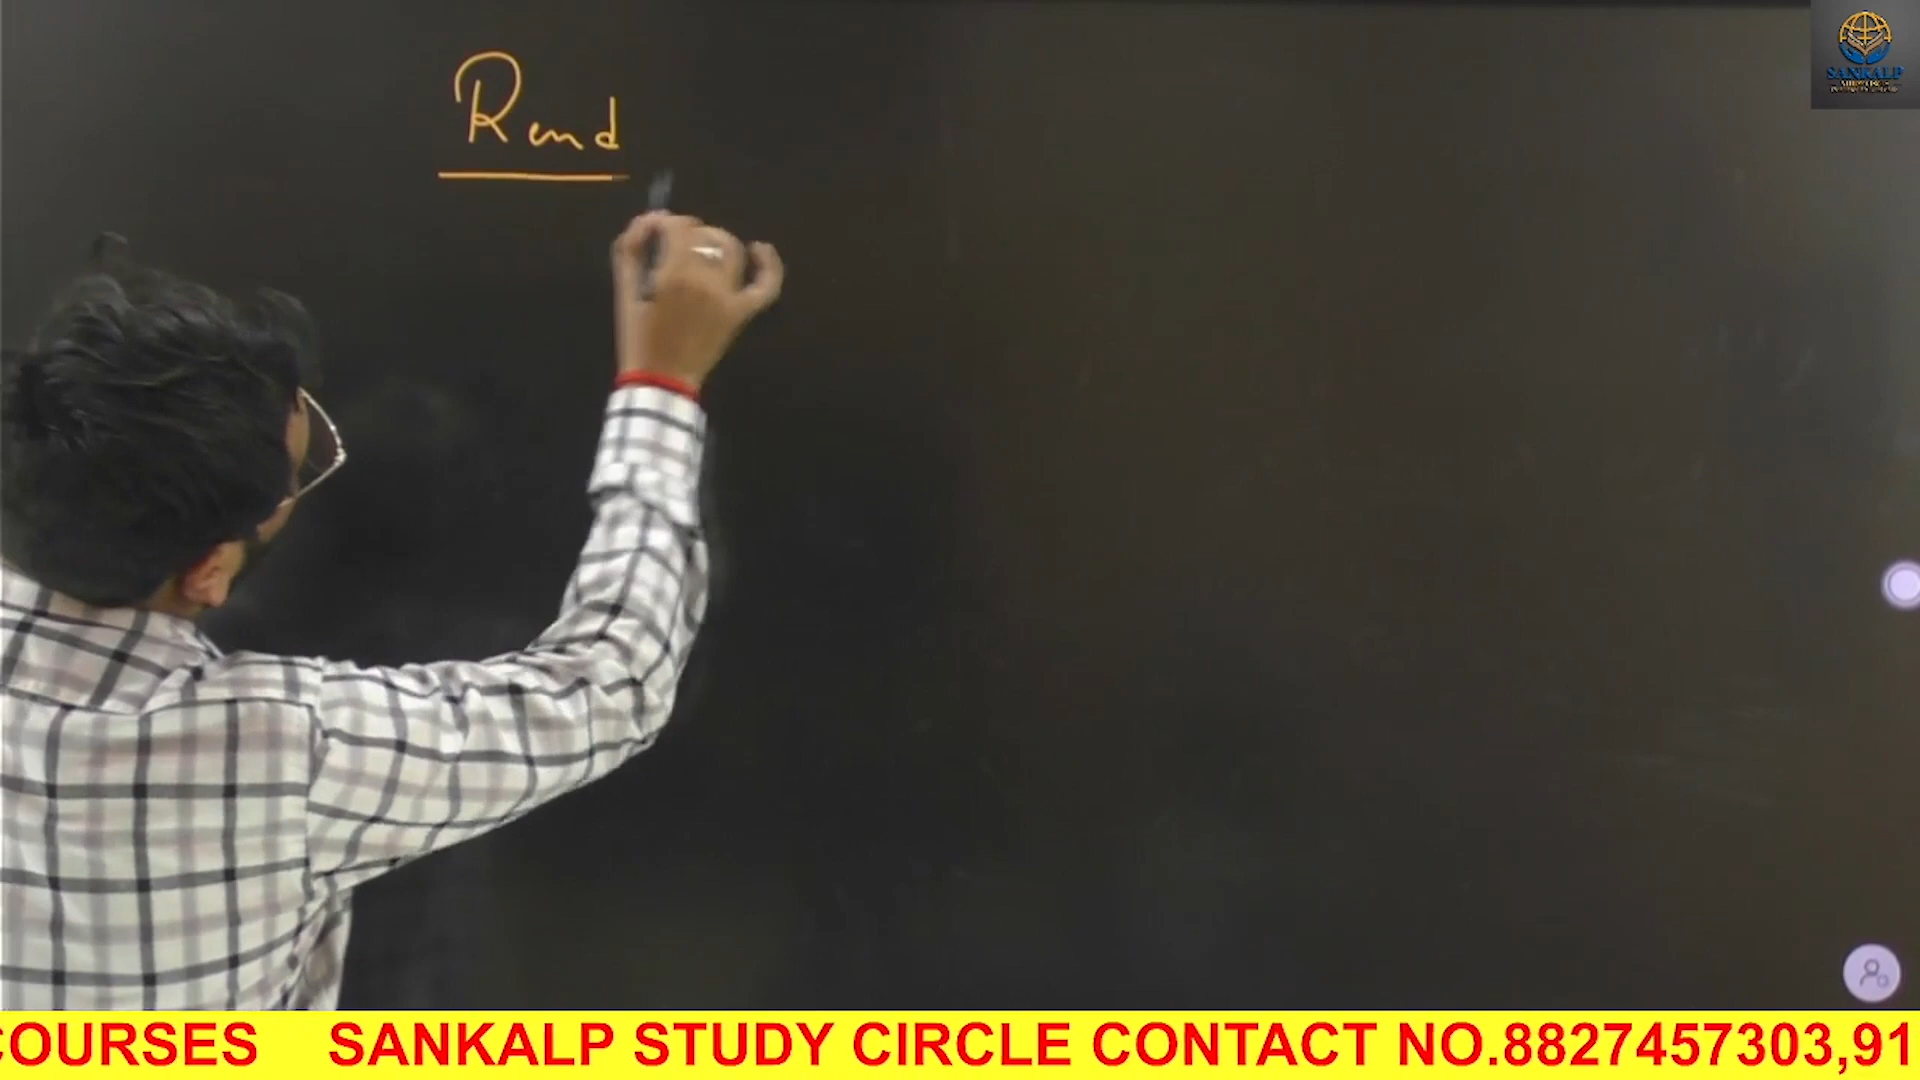 Rend
SANKALP
COURSES SANKALP STUDY CIRCLE CONTACT NO.8827457303,91